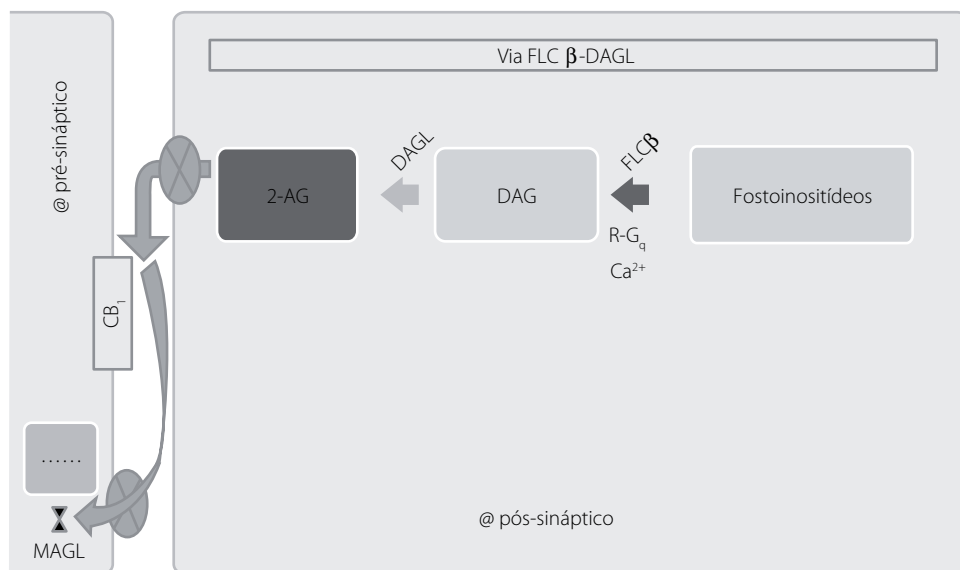 Via FLC β-DAGL
@ pré-sináptico
DAGL
FLCβ
2-AG
DAG
Fostoinositídeos
R-Gq
Ca²⁺
CB₁
......
MAGL
@ pós-sináptico